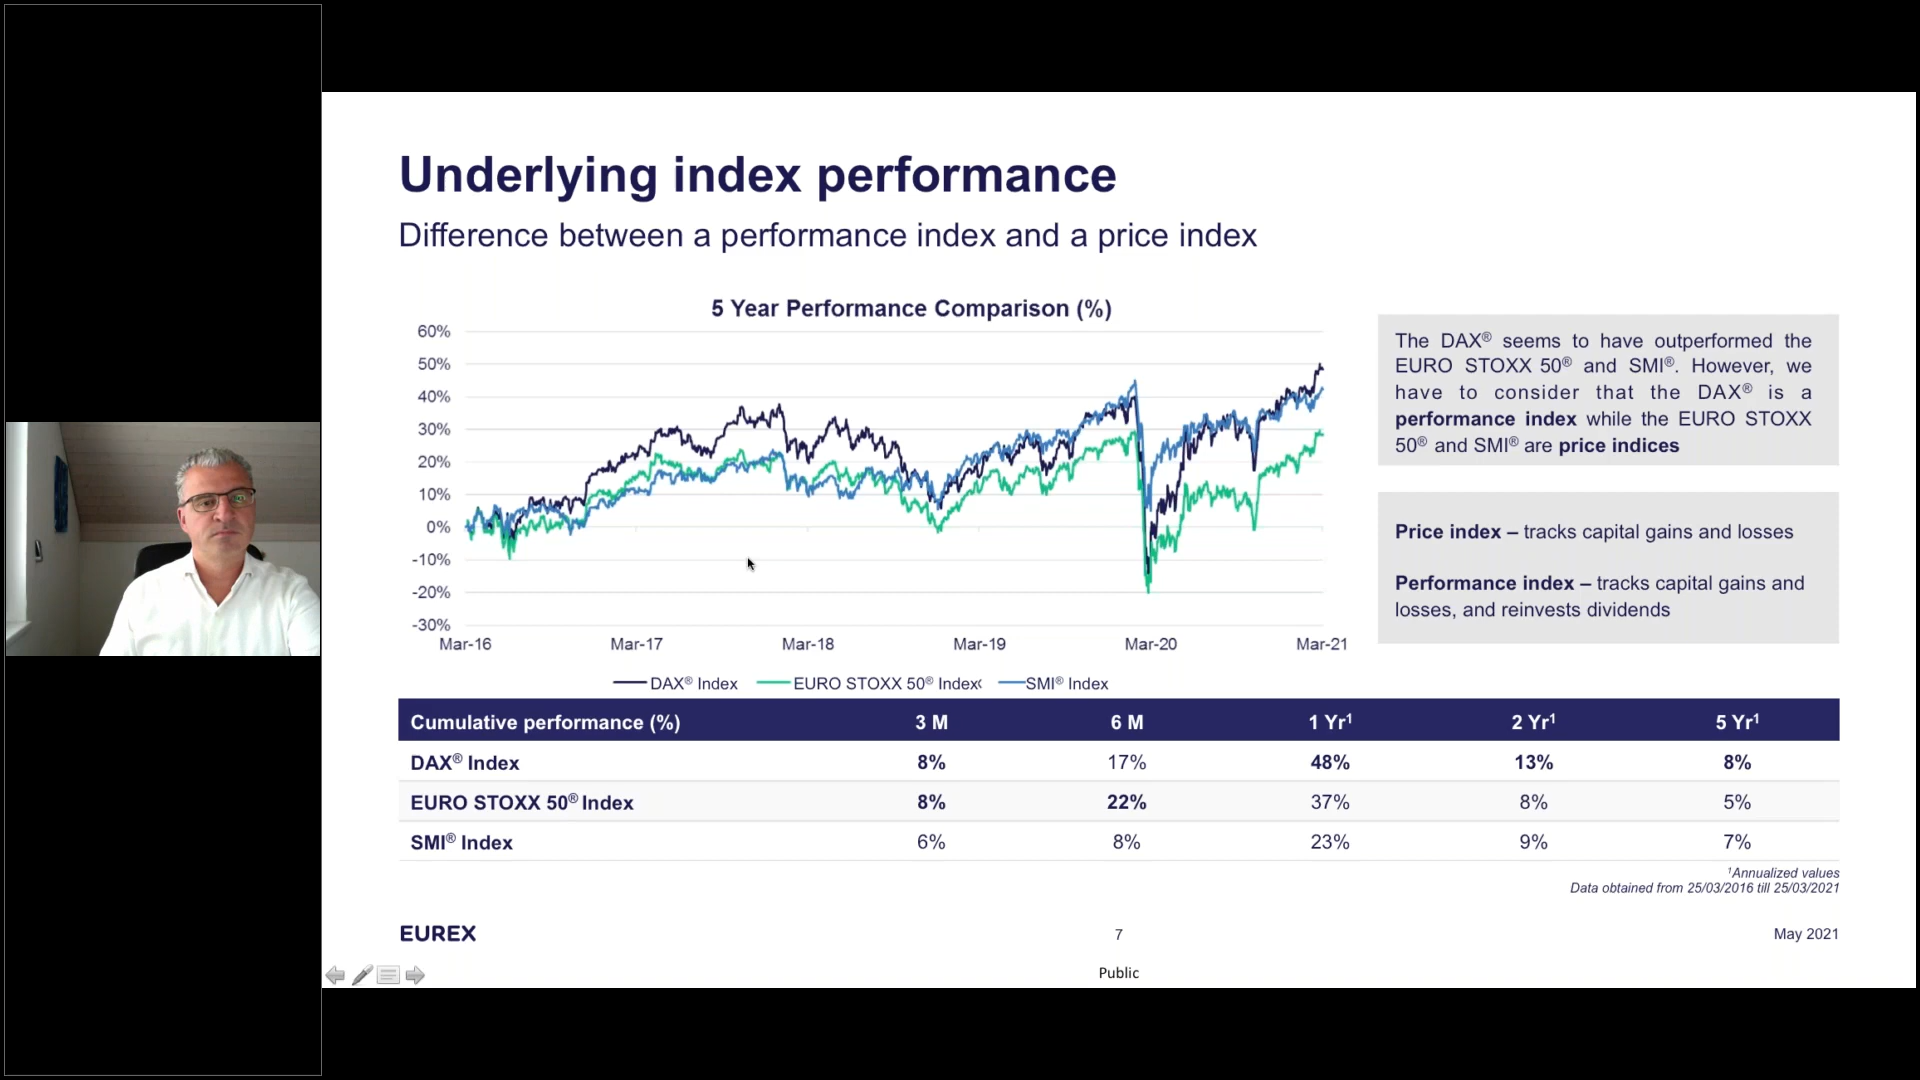 Underlying index performance
Difference between a performance index and a price index
5 Year Performance Comparison (%)
60%
50%
40%
30%
20%
10%
0%
-10%
-20%
-30%
Mar-16 Mar-17 Mar-18 Mar-19 Mar-20 Mar-21
DAX® Index EURO STOXX 50® Index SMI® Index
The DAX® seems to have outperformed the
EURO STOXX 50® and SMI®. However, we
have to consider that the DAX® is a
performance index while the EURO STOXX
50® and SMI® are price indices
Price index – tracks capital gains and losses
Performance index – tracks capital gains and
losses, and reinvests dividends
Cumulative performance (%) 3 M 6 M 1 Yr¹ 2 Yr¹ 5 Yr¹
DAX® Index 8% 17% 48% 13% 8%
EURO STOXX 50® Index 8% 22% 37% 8% 5%
SMI® Index 6% 8% 23% 9% 7%
¹Annualized values
Data obtained from 25/03/2016 till 25/03/2021
EUREX 7 May 2021
Public